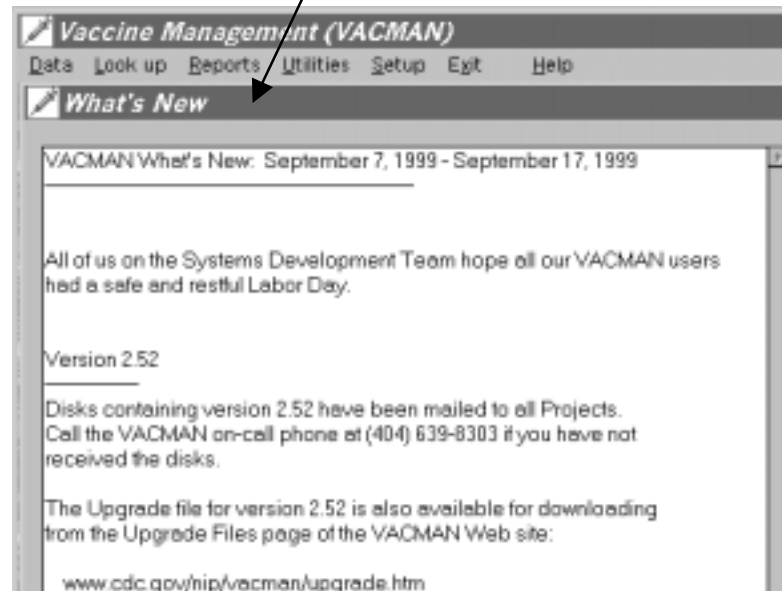 Vaccine Management (VACMAN)
Data Look up Reports Utilities Setup Exit Help
What's New
VACMAN What's New: September 7, 1999 - September 17, 1999
All of us on the Systems Development Team hope all our VACMAN users
had a safe and restful Labor Day.
Version 2.52
Disks containing version 2.52 have been mailed to all Projects.
Call the VACMAN on-call phone at (404) 639-8303 if you have not
received the disks.
The Upgrade file for version 2.52 is also available for downloading
from the Upgrade Files page of the VACMAN Web site:
www.cdc.gov/nip/vacman/upgrade.htm